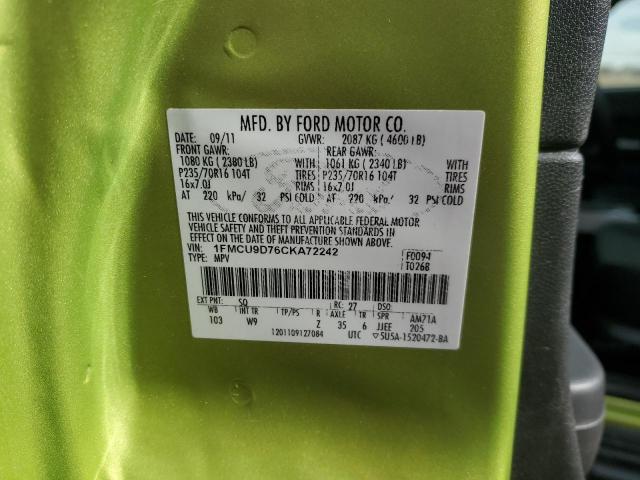 MFD. BY FORD MOTOR CO.
DATE: 09/11 GVWR: 2087 KG ( 4600 LB)
FRONT GAWR: REAR GAWR:
1080 KG ( 2380 LB) WITH 1061 KG ( 2340 LB) WITH
P235/70R16 104T TIRES P235/70R16 104T TIRES
16x7.0J RIMS 16x7.0J RIMS
AT 220 kPa/ 32 PSI COLD AT 220 kPa/ 32 PSI COLD
THIS VEHICLE CONFORMS TO ALL APPLICABLE FEDERAL MOTOR
VEHICLE SAFETY AND THEFT PREVENTION STANDARDS IN
EFFECT ON THE DATE OF MANUFACTURE SHOWN ABOVE.
VIN: 1FMCU9D76CKA72242 F0094
TYPE: MPV T0268
EXT PNT: SQ RC: 27 DSO:
WB INT TR TP/PS R AXLE TR SPR AM71A
103 W9 Z 35 6 JJEE 205
1201109127084 UTC ▽ 5U5A-1520472-BA